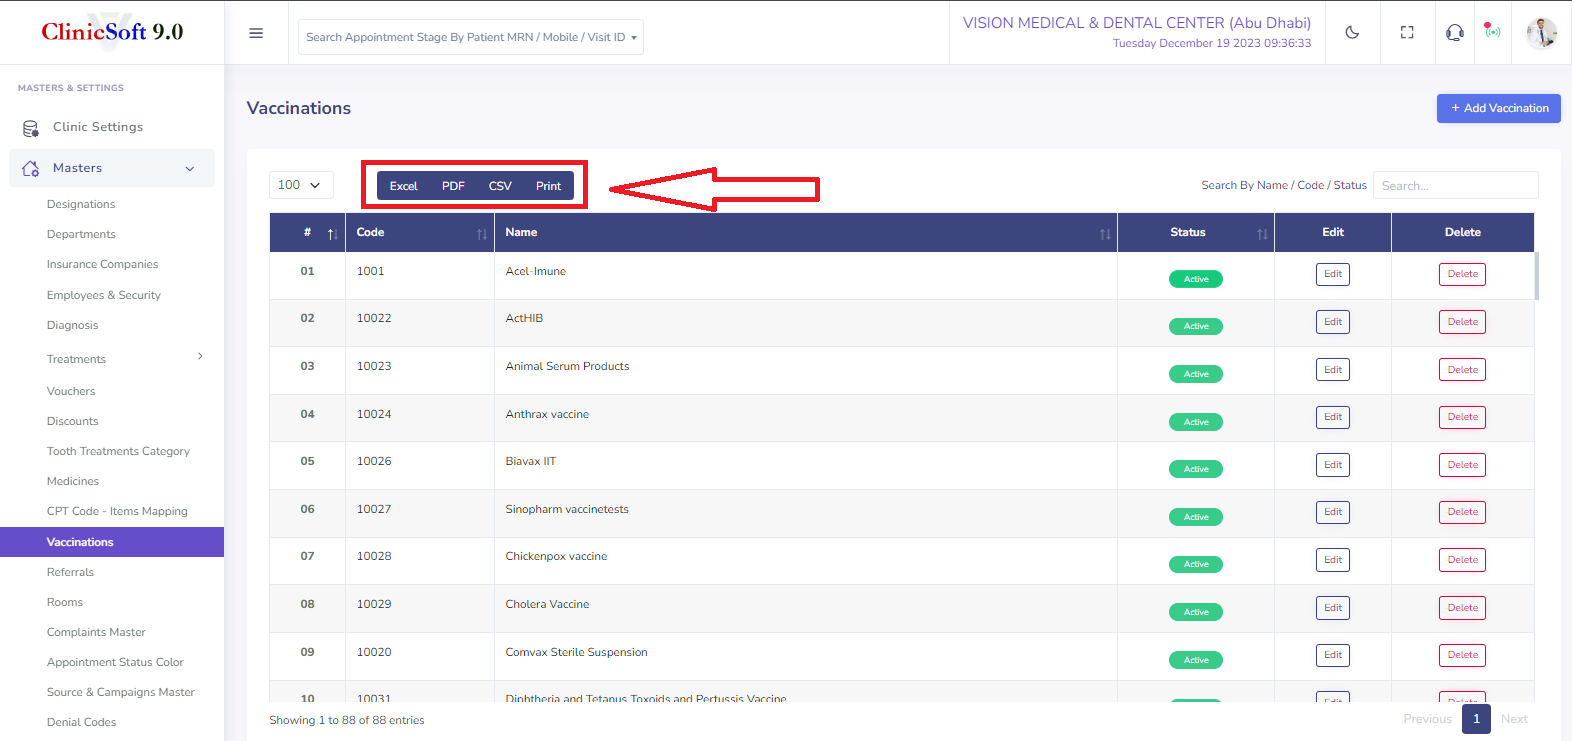 ClinicSoft 9.0
Search Appointment Stage By Patient MRN / Mobile / Visit ID
VISION MEDICAL & DENTAL CENTER (Abu Dhabi)
Tuesday December 19 2023 09:36:33
MASTERS & SETTINGS
Clinic Settings
Masters
Designations
Departments
Insurance Companies
Employees & Security
Diagnosis
Treatments
Vouchers
Discounts
Tooth Treatments Category
Medicines
CPT Code - Items Mapping
Vaccinations
Referrals
Rooms
Complaints Master
Appointment Status Color
Source & Campaigns Master
Denial Codes
Vaccinations
+ Add Vaccination
100 Excel PDF CSV Print Search By Name / Code / Status Search...
# Code Name Status Edit Delete
01 1001 Acel-Imune Active Edit Delete
02 10022 ActHIB Active Edit Delete
03 10023 Animal Serum Products Active Edit Delete
04 10024 Anthrax vaccine Active Edit Delete
05 10026 Biavax IIT Active Edit Delete
06 10027 Sinopharm vaccinetests Active Edit Delete
07 10028 Chickenpox vaccine Active Edit Delete
08 10029 Cholera Vaccine Active Edit Delete
09 10020 Comvax Sterile Suspension Active Edit Delete
10 10031 Diphtheria and Tetanus Toxoids and Pertussis Vaccine Edit Delete
Showing 1 to 88 of 88 entries
Previous 1 Next